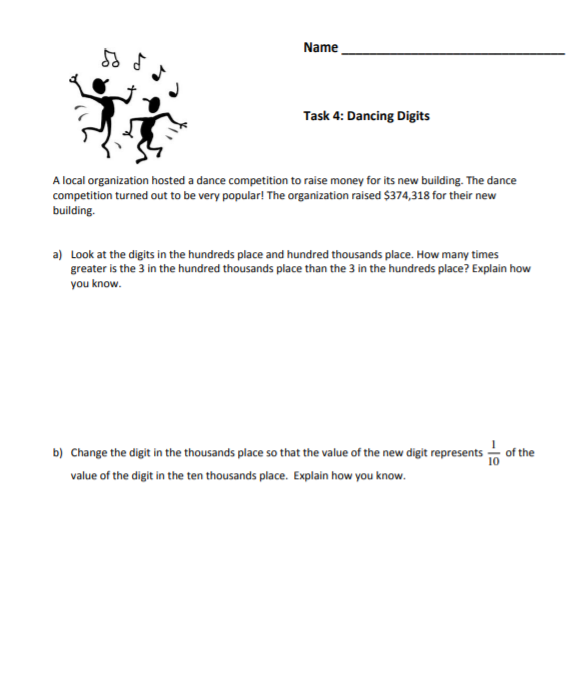 Name
Task 4: Dancing Digits
A local organization hosted a dance competition to raise money for its new building. The dance
competition turned out to be very popular! The organization raised $374,318 for their new
building.
a) Look at the digits in the hundreds place and hundred thousands place. How many times
greater is the 3 in the hundred thousands place than the 3 in the hundreds place? Explain how
you know.
b) Change the digit in the thousands place so that the value of the new digit represents 1/10 of the
value of the digit in the ten thousands place. Explain how you know.